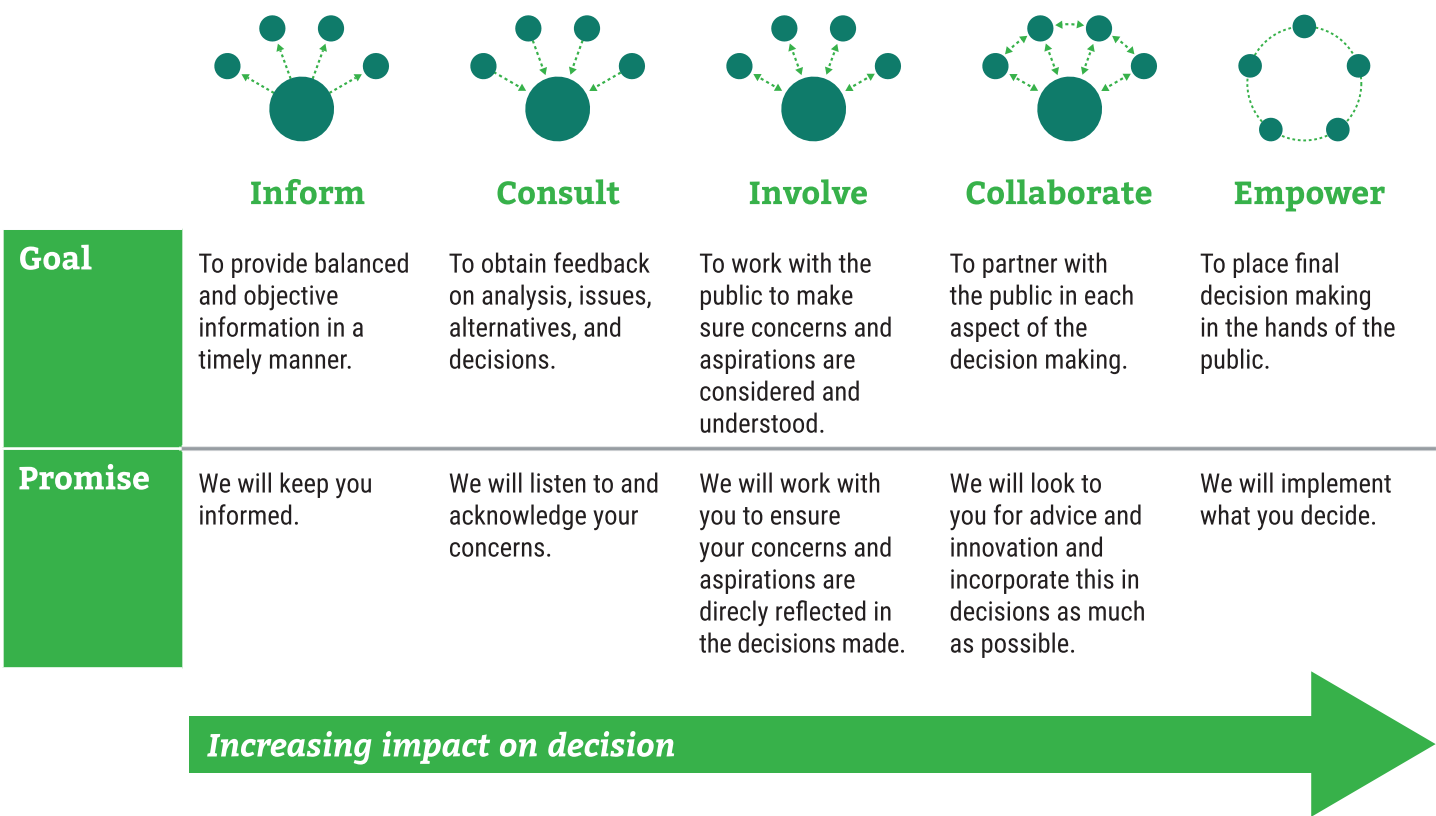 Inform
Consult
Involve
Collaborate
Empower
Goal
To provide balanced
and objective
information in a
timely manner.
To obtain feedback
on analysis, issues,
alternatives, and
decisions.
To work with the
public to make
sure concerns and
aspirations are
considered and
understood.
To partner with
the public in each
aspect of the
decision making.
To place final
decision making
in the hands of the
public.
Promise
We will keep you
informed.
We will listen to and
acknowledge your
concerns.
We will work with
you to ensure
your concerns and
aspirations are
direcly reflected in
the decisions made.
We will look to
you for advice and
innovation and
incorporate this in
decisions as much
as possible.
We will implement
what you decide.
Increasing impact on decision